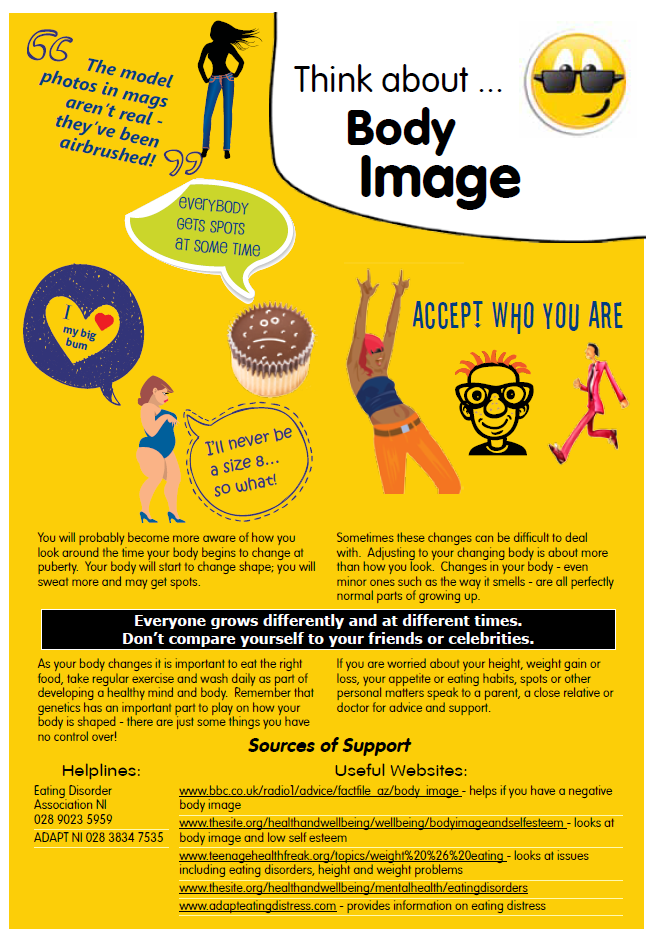 The model
photos in mags
aren't real -
they've been
airbrushed!
Think about ...
Body
Image
everybody
gets spots
at some time
I
my big
bum
ACCEPT WHO YOU ARE
I'll never be
a size 8...
so what!
You will probably become more aware of how you
look around the time your body begins to change at
puberty. Your body will start to change shape; you will
sweat more and may get spots.
Sometimes these changes can be difficult to deal
with. Adjusting to your changing body is about more
than how you look. Changes in your body - even
minor ones such as the way it smells - are all perfectly
normal parts of growing up.
Everyone grows differently and at different times.
Don't compare yourself to your friends or celebrities.
As your body changes it is important to eat the right
food, take regular exercise and wash daily as part of
developing a healthy mind and body. Remember that
genetics has an important part to play on how your
body is shaped - there are just some things you have
no control over!
If you are worried about your height, weight gain or
loss, your appetite or eating habits, spots or other
personal matters speak to a parent, a close relative or
doctor for advice and support.
Sources of Support
Helplines:
Eating Disorder
Association NI
028 9023 5959
ADAPT NI 028 3834 7535
Useful Websites:
www.bbc.co.uk/radio1/advice/factfile_az/body_image - helps if you have a negative
body image
www.thesite.org/healthandwellbeing/wellbeing/bodyimageandselfesteem - looks at
body image and low self esteem
www.teenagehealthfreak.org/topics/weight%20%26%20eating - looks at issues
including eating disorders, height and weight problems
www.thesite.org/healthandwellbeing/mentalhealth/eatingdisorders
www.adapteatingdistress.com - provides information on eating distress